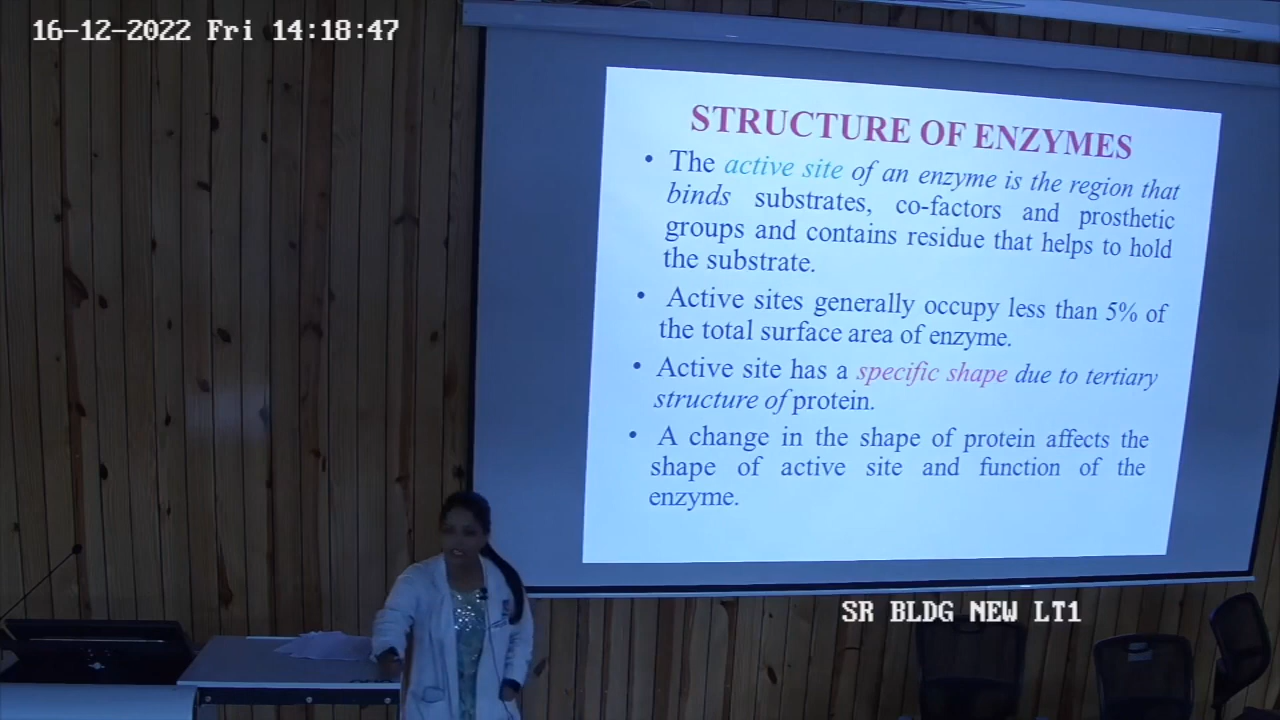 16-12-2022 Fri 14:18:47
STRUCTURE OF ENZYMES
• The active site of an enzyme is the region that
binds substrates, co-factors and prosthetic
groups and contains residue that helps to hold
the substrate.
• Active sites generally occupy less than 5% of
the total surface area of enzyme.
• Active site has a specific shape due to tertiary
structure of protein.
• A change in the shape of protein affects the
shape of active site and function of the
enzyme.
SR BLDG NEW LT1